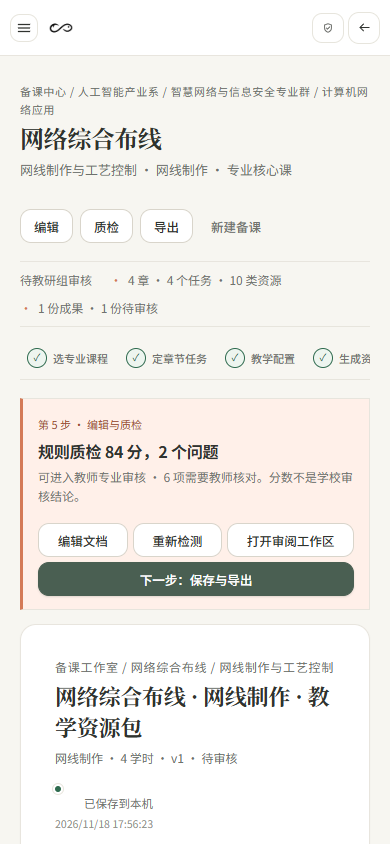 备课中心 / 人工智能产业系 / 智慧网络与信息安全专业群 / 计算机网
络应用
网络综合布线
网线制作与工艺控制 · 网线制作 · 专业核心课
编辑 质检 导出 新建备课
待教研组审核 · 4 章 · 4 个任务 · 10 类资源
· 1 份成果 · 1 份待审核
✓ 选专业课程 ✓ 定章节任务 ✓ 教学配置 ✓ 生成资
第 5 步 · 编辑与质检
规则质检 84 分，2 个问题
可进入教师专业审核 · 6 项需要教师核对。分数不是学校审
核结论。
编辑文档 重新检测 打开审阅工作区
下一步：保存与导出
备课工作室 / 网络综合布线 / 网线制作与工艺控制
网络综合布线 · 网线制作 · 教
学资源包
网线制作 · 4 学时 · v1 · 待审核
已保存到本机
2026/11/18 17:56:23